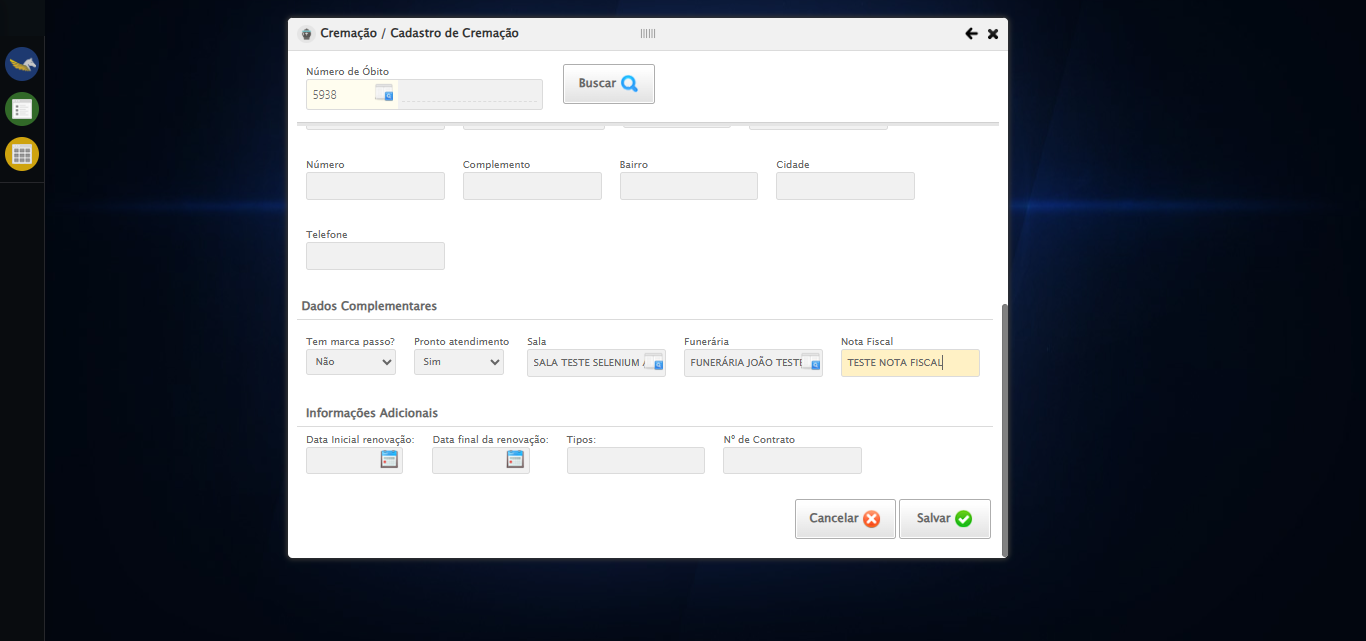 Cremação / Cadastro de Cremação
Número de Óbito
5938
Buscar
Número Complemento Bairro Cidade
Telefone
Dados Complementares
Tem marca passo? Pronto atendimento Sala Funerária Nota Fiscal
Não Sim SALA TESTE SELENIUM FUNERÁRIA JOÃO TESTE TESTE NOTA FISCAL
Informações Adicionais
Data Inicial renovação: Data final da renovação: Tipos: Nº de Contrato
Cancelar Salvar